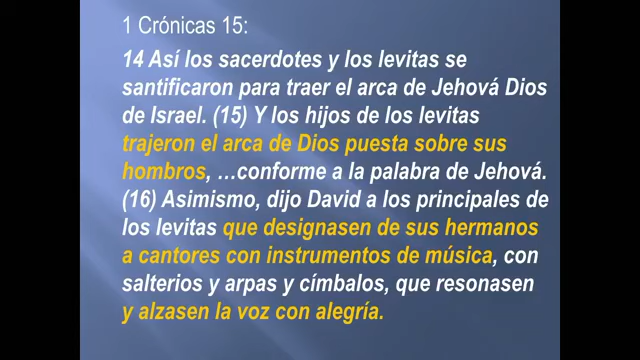 1 Crónicas 15:
14 Así los sacerdotes y los levitas se
santificaron para traer el arca de Jehová Dios
de Israel. (15) Y los hijos de los levitas
trajeron el arca de Dios puesta sobre sus
hombros, …conforme a la palabra de Jehová.
(16) Asimismo, dijo David a los principales de
los levitas que designasen de sus hermanos
a cantores con instrumentos de música, con
salterios y arpas y címbalos, que resonasen
y alzasen la voz con alegría.